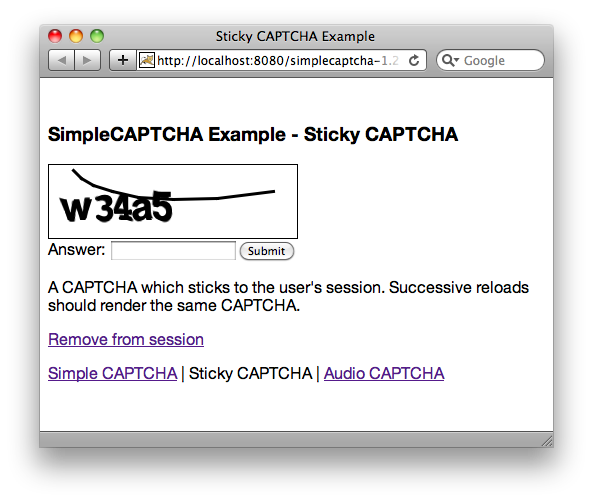 Sticky CAPTCHA Example
http://localhost:8080/simplecaptcha-1.2
Google
SimpleCAPTCHA Example - Sticky CAPTCHA
w34a5
Answer:
Submit
A CAPTCHA which sticks to the user's session. Successive reloads
should render the same CAPTCHA.
Remove from session
Simple CAPTCHA | Sticky CAPTCHA | Audio CAPTCHA